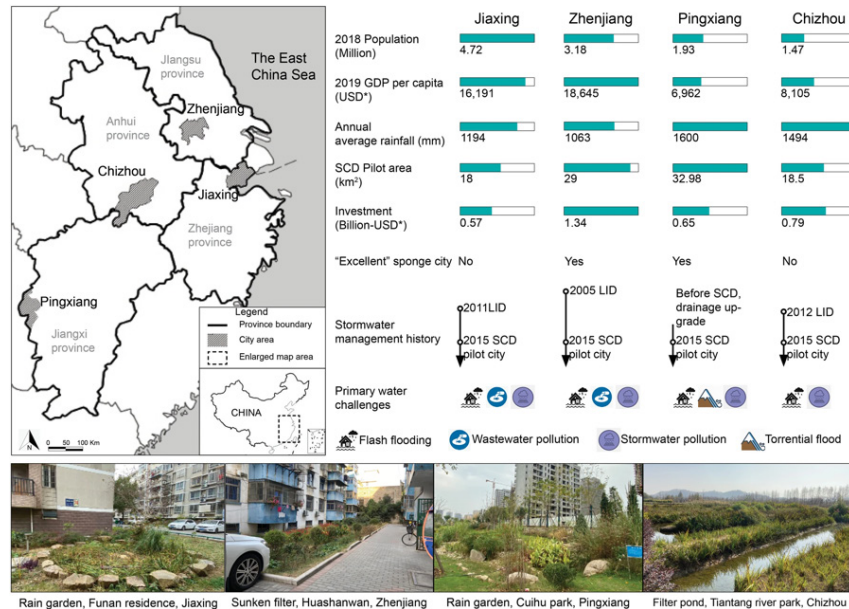 The East
China Sea
JIangsu
province
Zhenjiang
Anhui
province
Chizhou
Jiaxing
Zhejiang
province
Pingxiang
Jiangxi
province
Legend
Province boundary
City area
Enlarged map area
CHINA
N
0 50 100 Km
Jiaxing Zhenjiang Pingxiang Chizhou
2018 Population
(Million)
4.72 3.18 1.93 1.47
2019 GDP per capita
(USD*)
16,191 18,645 6,962 8,105
Annual
average rainfall (mm)
1194 1063 1600 1494
SCD Pilot area
(km²)
18 29 32.98 18.5
Investment
(Billion-USD*)
0.57 1.34 0.65 0.79
"Excellent" sponge city No Yes Yes No
Stormwater
management history
2011LID
2015 SCD
pilot city
2005 LID
2015 SCD
pilot city
Before SCD,
drainage up-
grade
2015 SCD
pilot city
2012 LID
2015 SCD
pilot city
Primary water
challenges
Flash flooding Wastewater pollution Stormwater pollution Torrential flood
Rain garden, Funan residence, Jiaxing
Sunken filter, Huashanwan, Zhenjiang
Rain garden, Cuihu park, Pingxiang
Filter pond, Tiantang river park, Chizhou